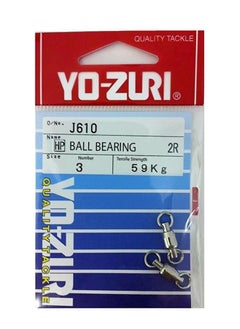 QUALITY TACKLE
YO-ZURI
O/No. J610
Name HP BALL BEARING 2R
Size Number Tensile Strength
3 59Kg
YO-ZURI
QUALITY TACKLE